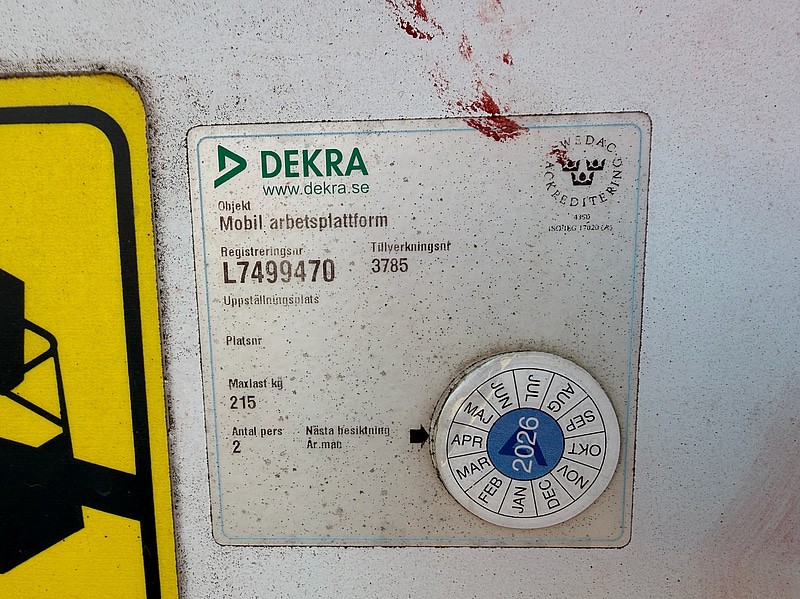 DEKRA
www.dekra.se
SWEDAC
ACKREDITERING
4350
ISO/IEC 17020 (A)
Objekt
Mobil arbetsplattform
Registreringsnr Tillverkningsnr
L7499470 3785
Uppställningsplats
Platsnr
Maxlast kg
215
Antal pers Nästa besiktning
2 År.mån
2026
JAN FEB MAR APR MAJ JUN JUL AUG SEP OKT NOV DEC